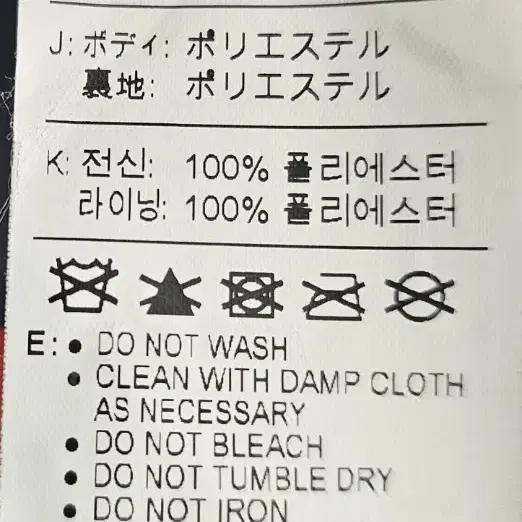 J: ボディ: ポリエステル
裏地: ポリエステル
K: 전신: 100% 폴리에스터
라이닝: 100% 폴리에스터
E: • DO NOT WASH
• CLEAN WITH DAMP CLOTH
AS NECESSARY
• DO NOT BLEACH
• DO NOT TUMBLE DRY
• DO NOT IRON